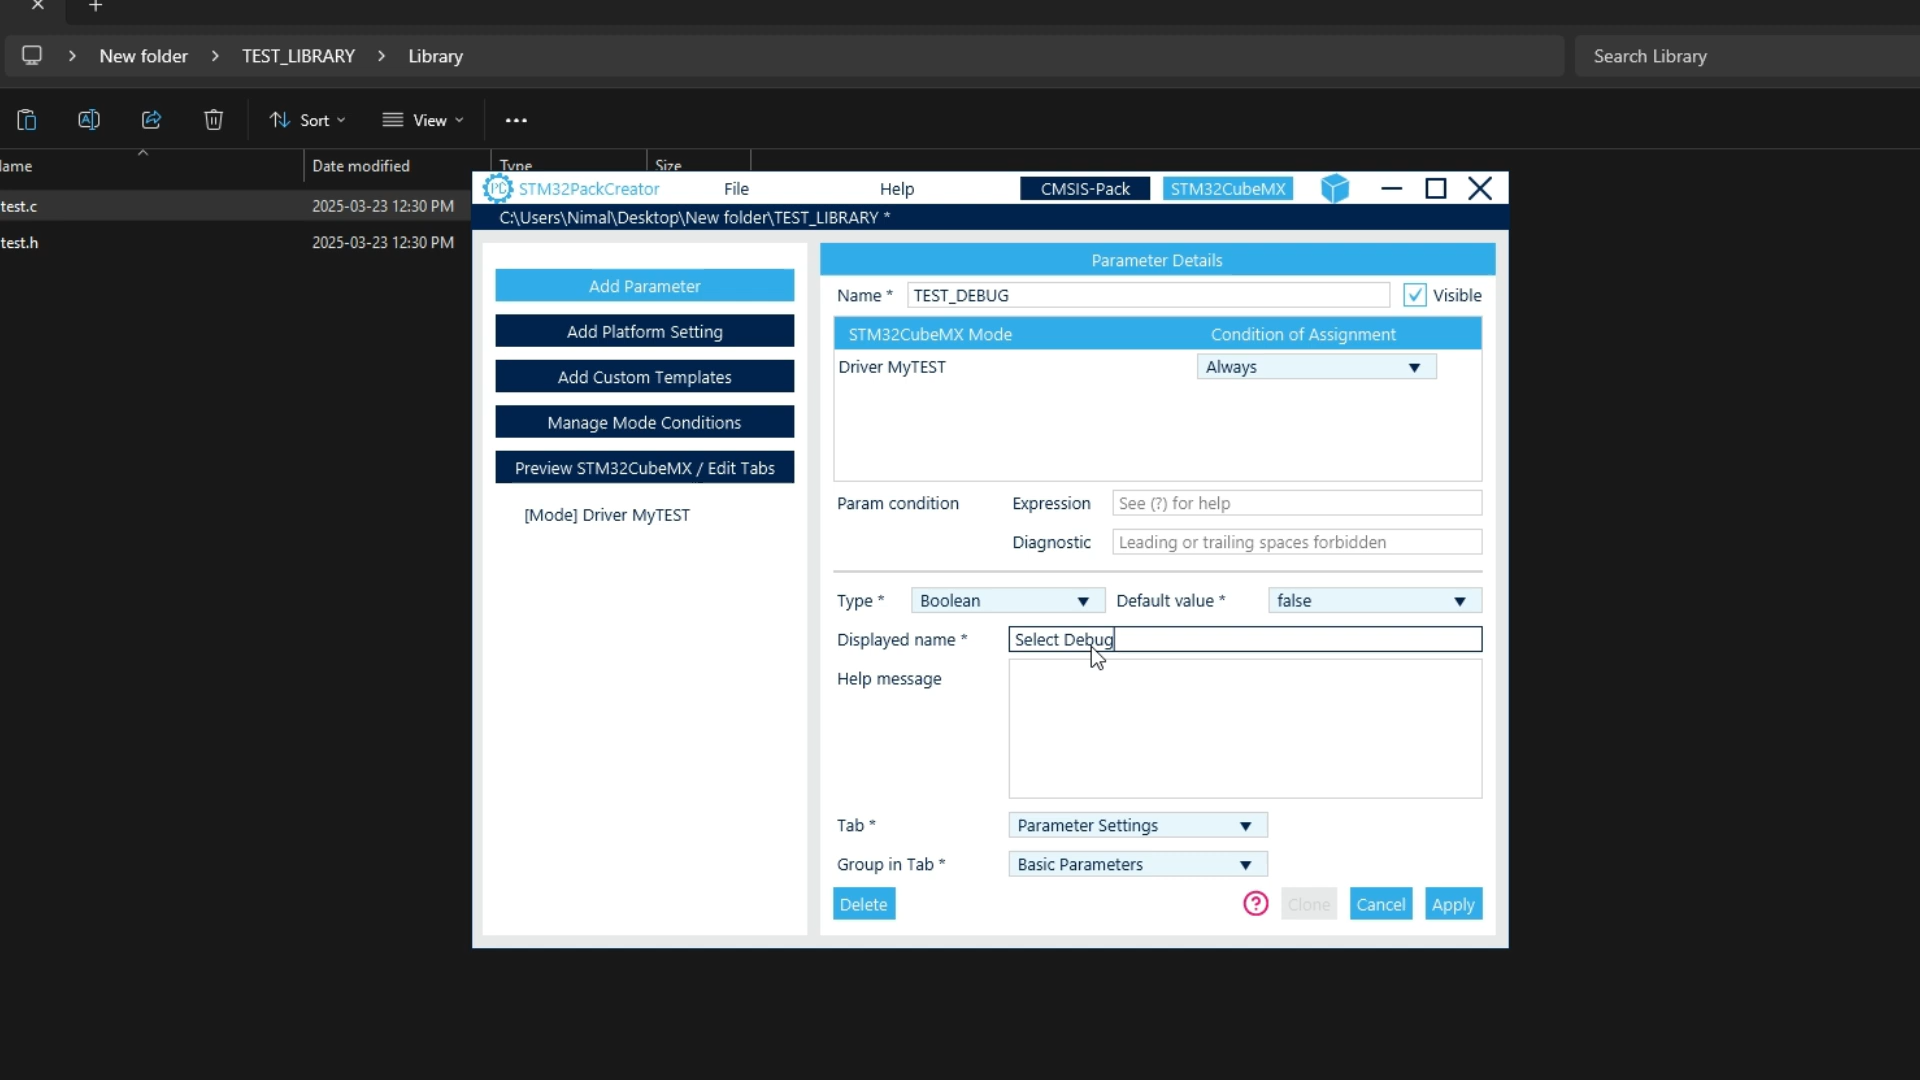 New folder > TEST_LIBRARY > Library
Search Library
Sort
View
Date modified
Type
Size
test.c
2025-03-23 12:30 PM
test.h
2025-03-23 12:30 PM
PC STM32PackCreator
File
Help
CMSIS-Pack
STM32CubeMX
C:\Users\Nimal\Desktop\New folder\TEST_LIBRARY *
Add Parameter
Add Platform Setting
Add Custom Templates
Manage Mode Conditions
Preview STM32CubeMX / Edit Tabs
[Mode] Driver MyTEST
Parameter Details
Name * TEST_DEBUG Visible
STM32CubeMX Mode Condition of Assignment
Driver MyTEST Always
Param condition Expression See (?) for help
Diagnostic Leading or trailing spaces forbidden
Type * Boolean Default value * false
Displayed name * Select Debug
Help message
Tab * Parameter Settings
Group in Tab * Basic Parameters
Delete ? Clone Cancel Apply